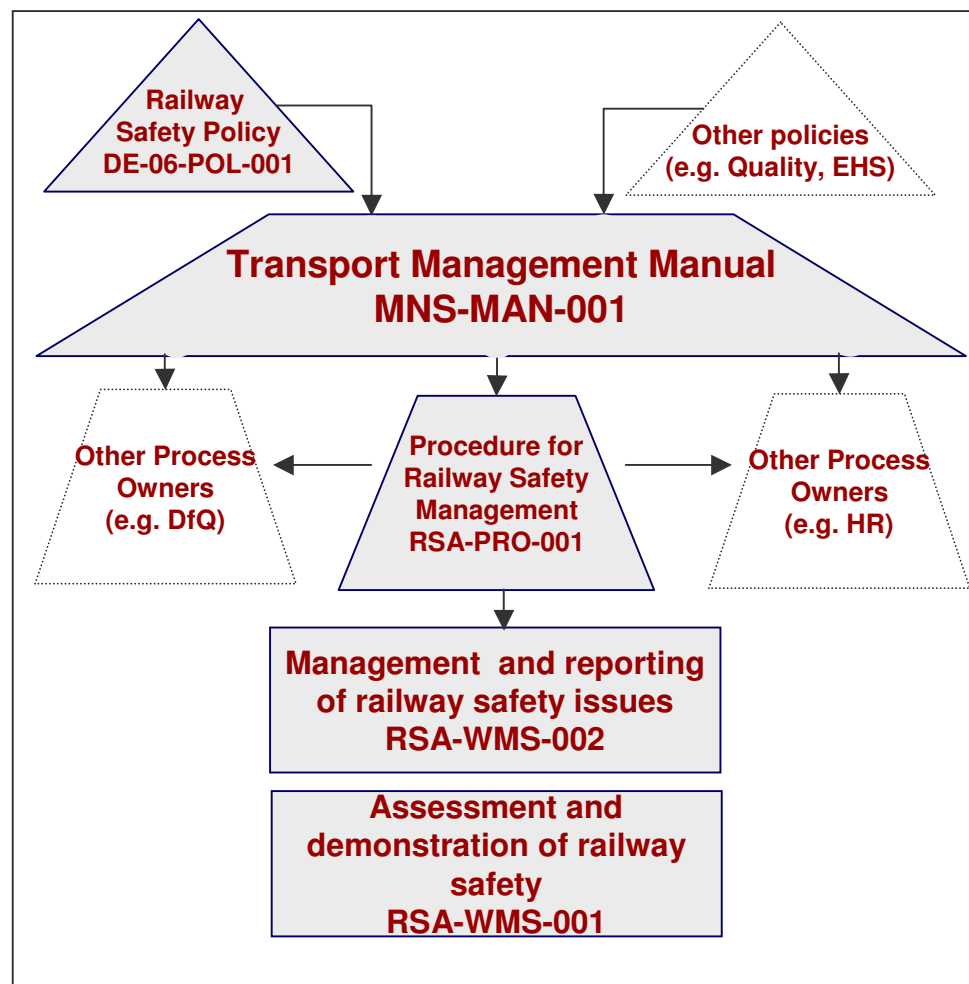 Railway
Safety Policy
DE-06-POL-001
Other policies
(e.g. Quality, EHS)
Transport Management Manual
MNS-MAN-001
Other Process
Owners
(e.g. DfQ)
Procedure for
Railway Safety
Management
RSA-PRO-001
Other Process
Owners
(e.g. HR)
Management  and reporting
of railway safety issues
RSA-WMS-002
Assessment and
demonstration of railway
safety
RSA-WMS-001